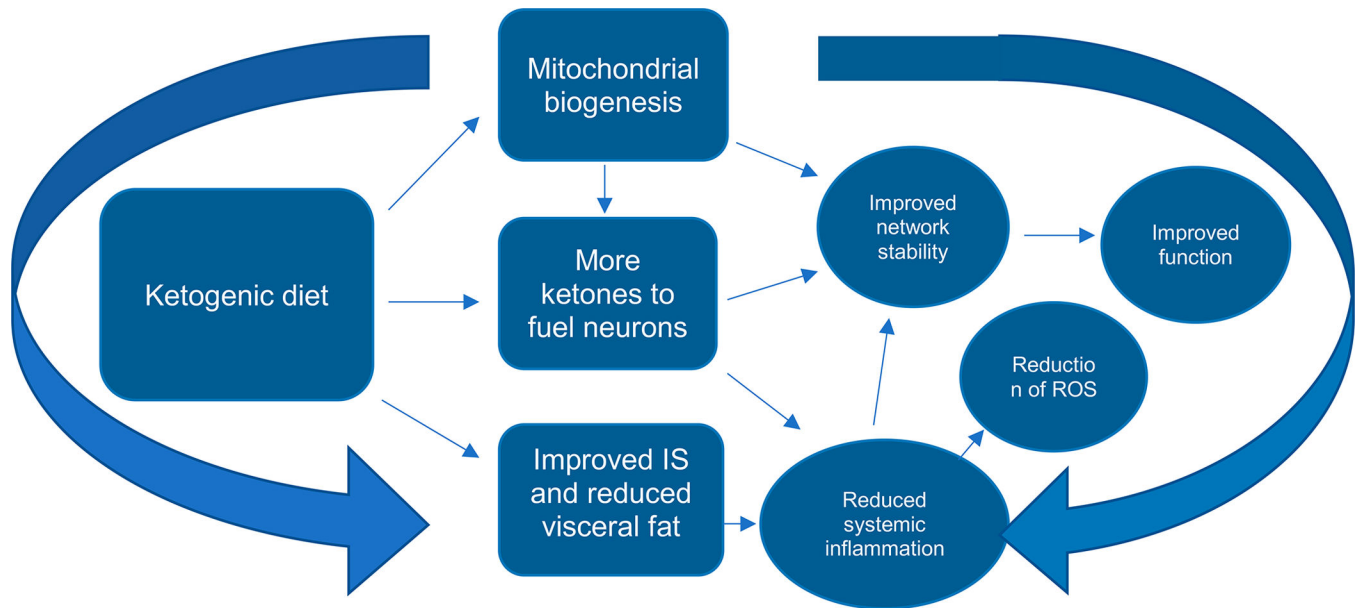 Mitochondrial
biogenesis
Ketogenic diet
More
ketones to
fuel neurons
Improved IS
and reduced
visceral fat
Improved
network
stability
Improved
function
Reductio
n of ROS
Reduced
systemic
inflammation